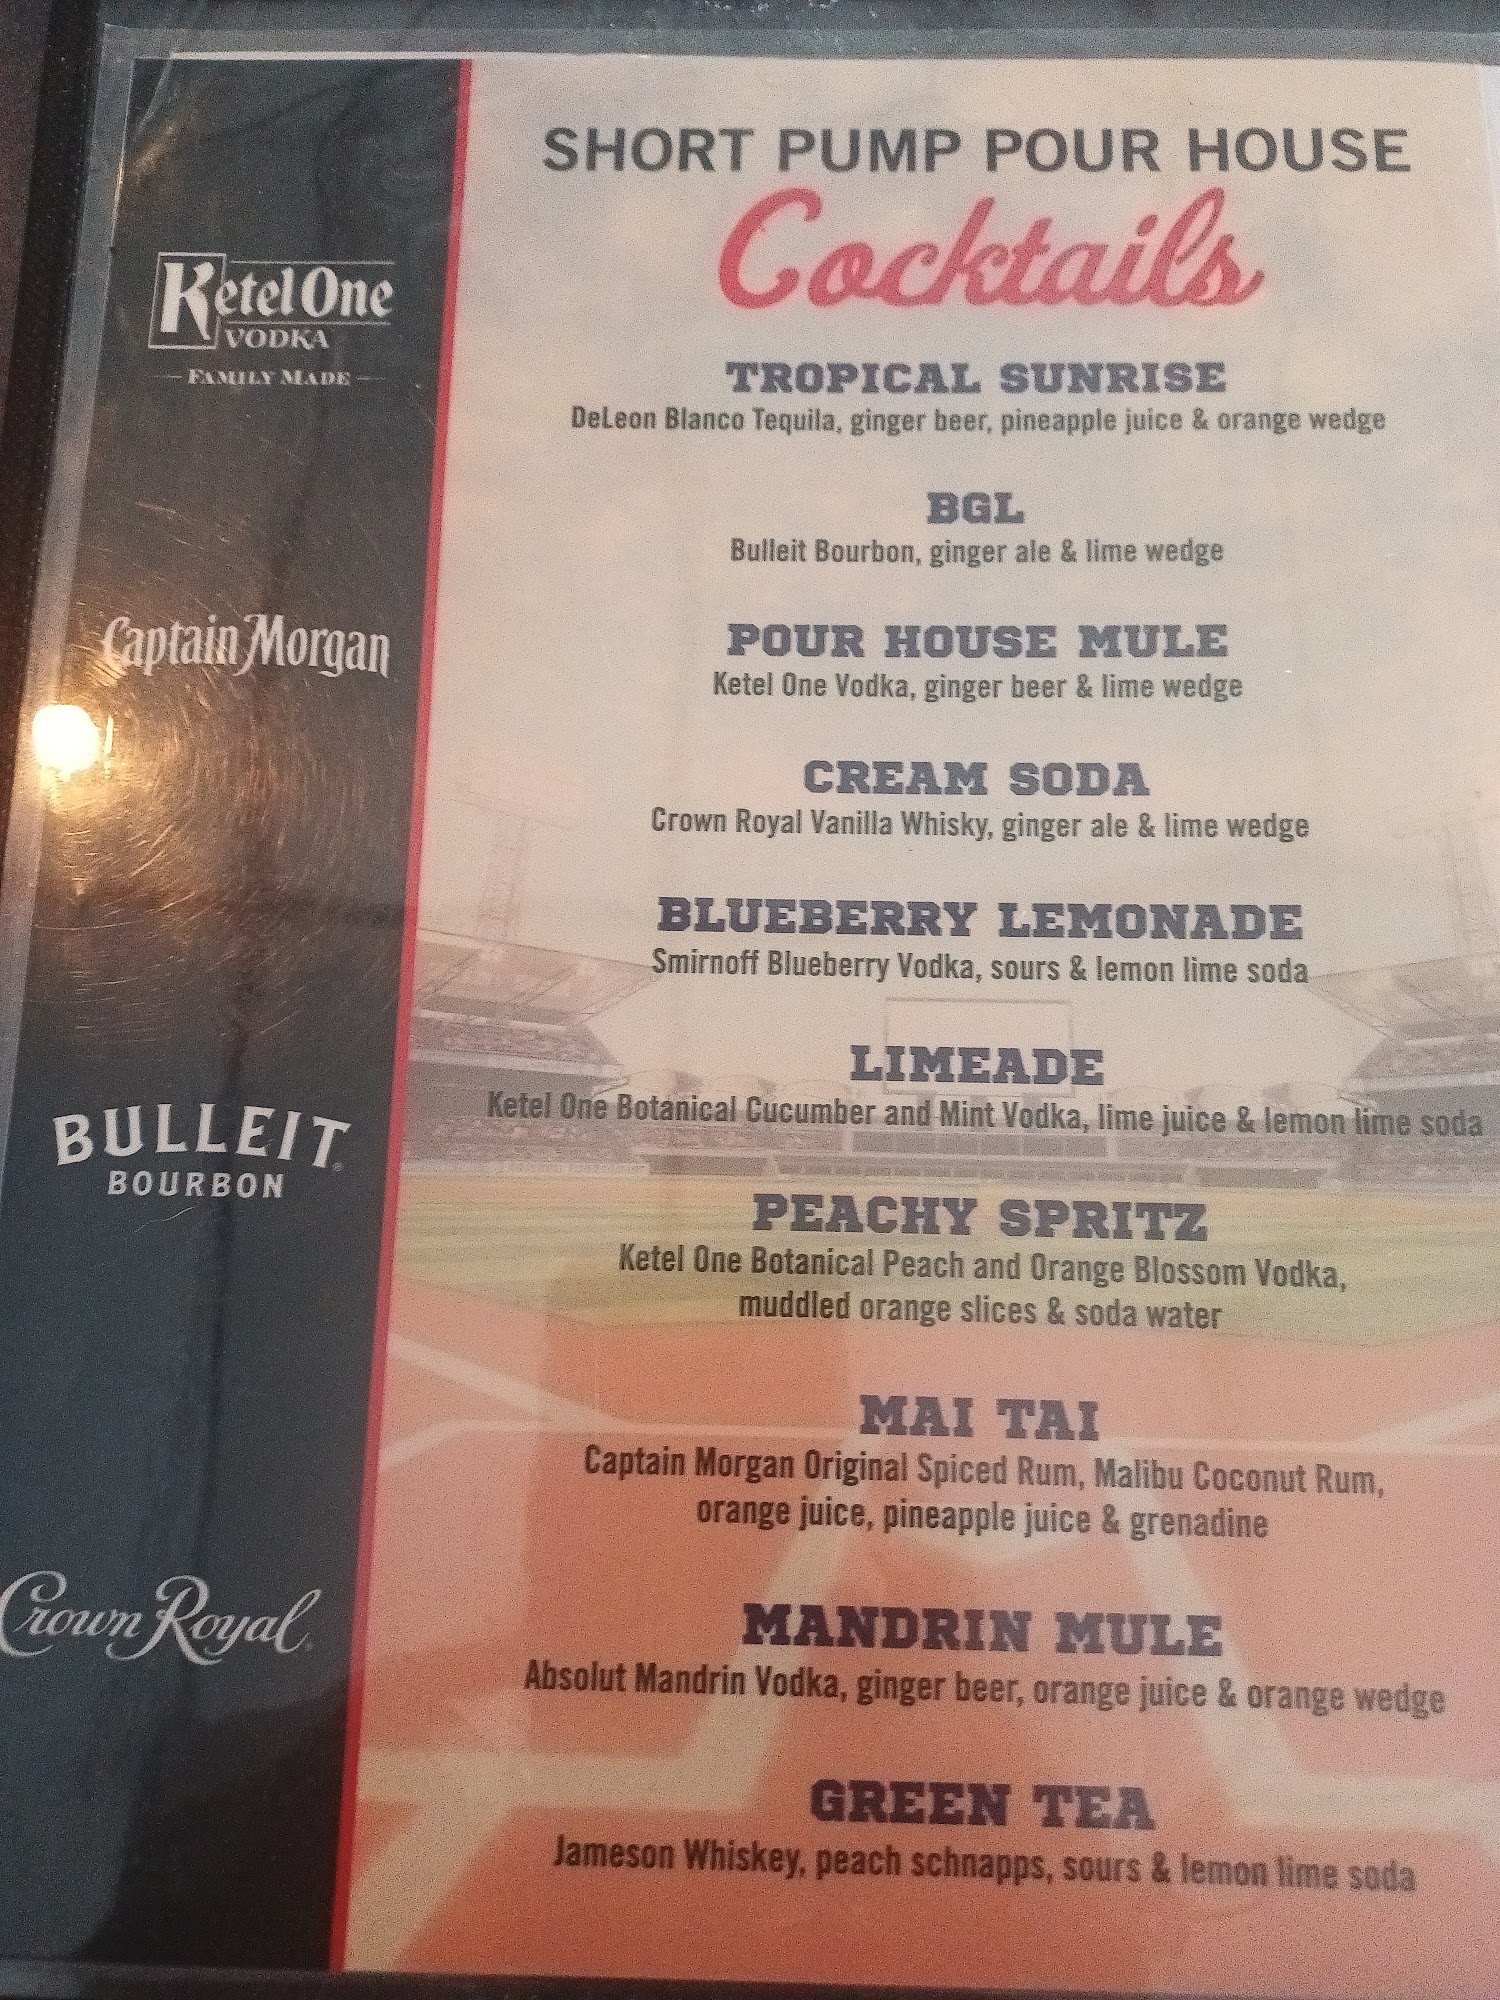 SHORT PUMP POUR HOUSE
Cocktails
TROPICAL SUNRISE
DeLeon Blanco Tequila, ginger beer, pineapple juice & orange wedge
BGL
Bulleit Bourbon, ginger ale & lime wedge
POUR HOUSE MULE
Ketel One Vodka, ginger beer & lime wedge
CREAM SODA
Crown Royal Vanilla Whisky, ginger ale & lime wedge
BLUEBERRY LEMONADE
Smirnoff Blueberry Vodka, sours & lemon lime soda
LIMEADE
Ketel One Botanical Cucumber and Mint Vodka, lime juice & lemon lime soda
PEACHY SPRITZ
Ketel One Botanical Peach and Orange Blossom Vodka,
muddled orange slices & soda water
MAI TAI
Captain Morgan Original Spiced Rum, Malibu Coconut Rum,
orange juice, pineapple juice & grenadine
MANDRIN MULE
Absolut Mandrin Vodka, ginger beer, orange juice & orange wedge
GREEN TEA
Jameson Whiskey, peach schnapps, sours & lemon lime soda
Ketel One
VODKA
FAMILY MADE
Captain Morgan
BULLEIT
BOURBON
Crown Royal